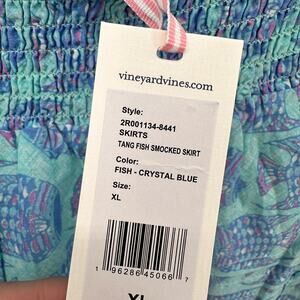 vineyardvines.com
Style:
2R001134-8441
SKIRTS
TANG FISH SMOCKED SKIRT
Color:
FISH - CRYSTAL BLUE
Size:
XL
1 96286 45066 7
XL